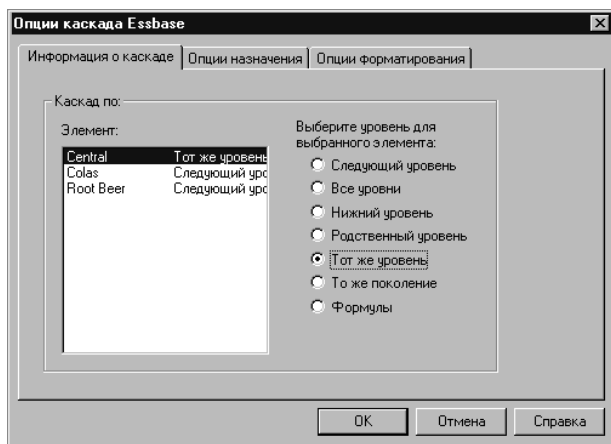 Опции каскада Essbase
Информация о каскаде Опции назначения Опции форматирования
Каскад по:
Элемент:
Central Тот же уровень
Colas Следующий уро
Root Beer Следующий уро
Выберите уровень для
выбранного элемента:
Следующий уровень
Все уровни
Нижний уровень
Родственный уровень
Тот же уровень
То же поколение
Формулы
OK Отмена Справка